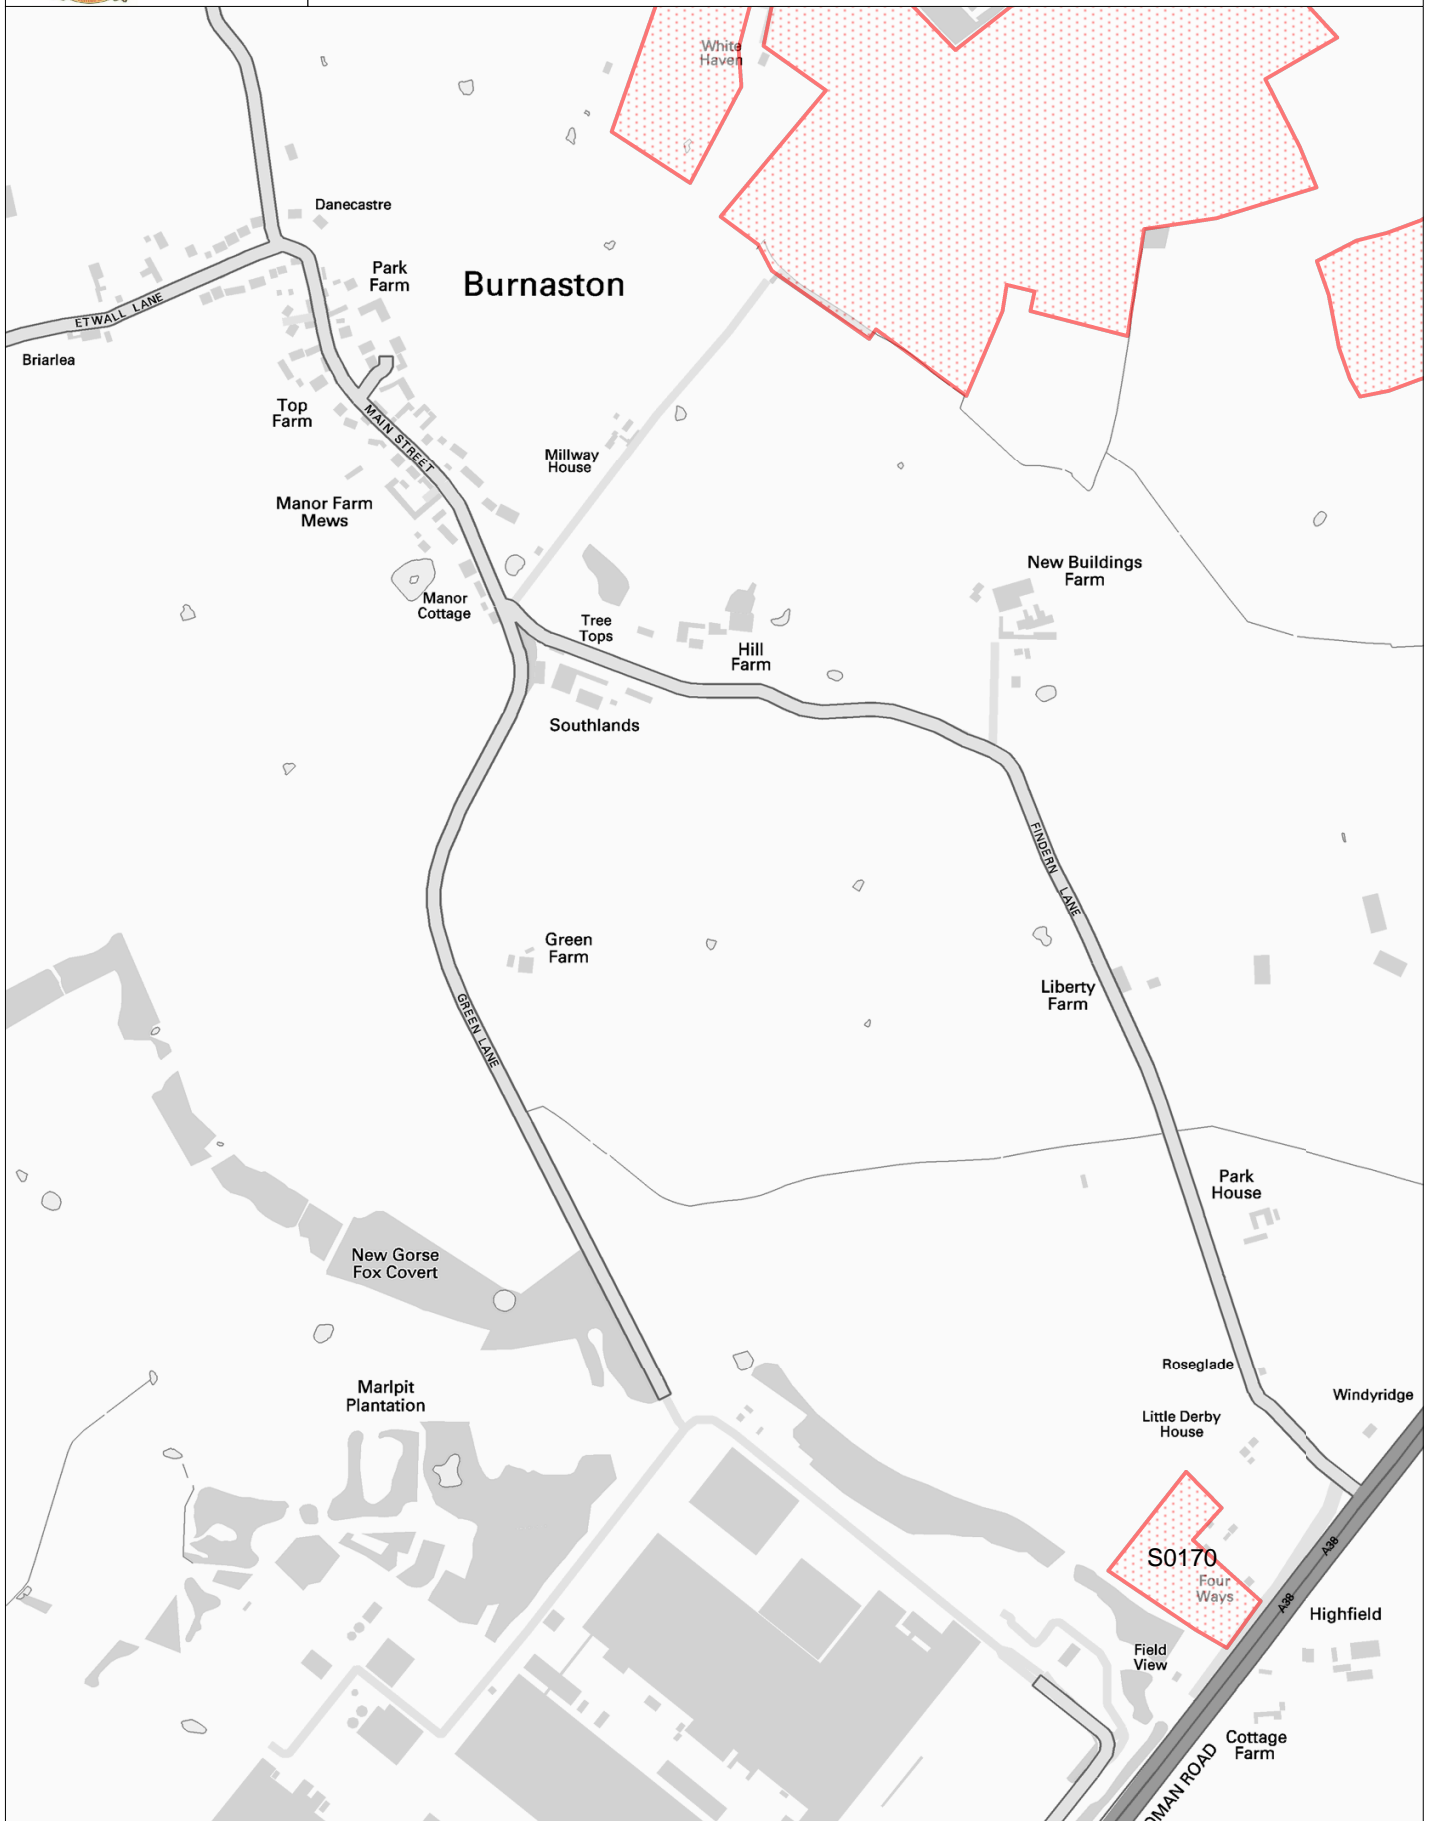 White
Haven
Danecastre
Park
Farm
Burnaston
ETWALL LANE
Briarlea
Top
Farm
MAIN STREET
Millway
House
Manor Farm
Mews
New Buildings
Farm
Manor
Cottage
Tree
Tops
Hill
Farm
Southlands
FINDERN LANE
Green
Farm
Liberty
Farm
GREEN LANE
Park
House
New Gorse
Fox Covert
Roseglade
Windyridge
Marlpit
Plantation
Little Derby
House
A38
S0170
Four
Ways
A38
Highfield
Field
View
Cottage
Farm
OMAN ROAD